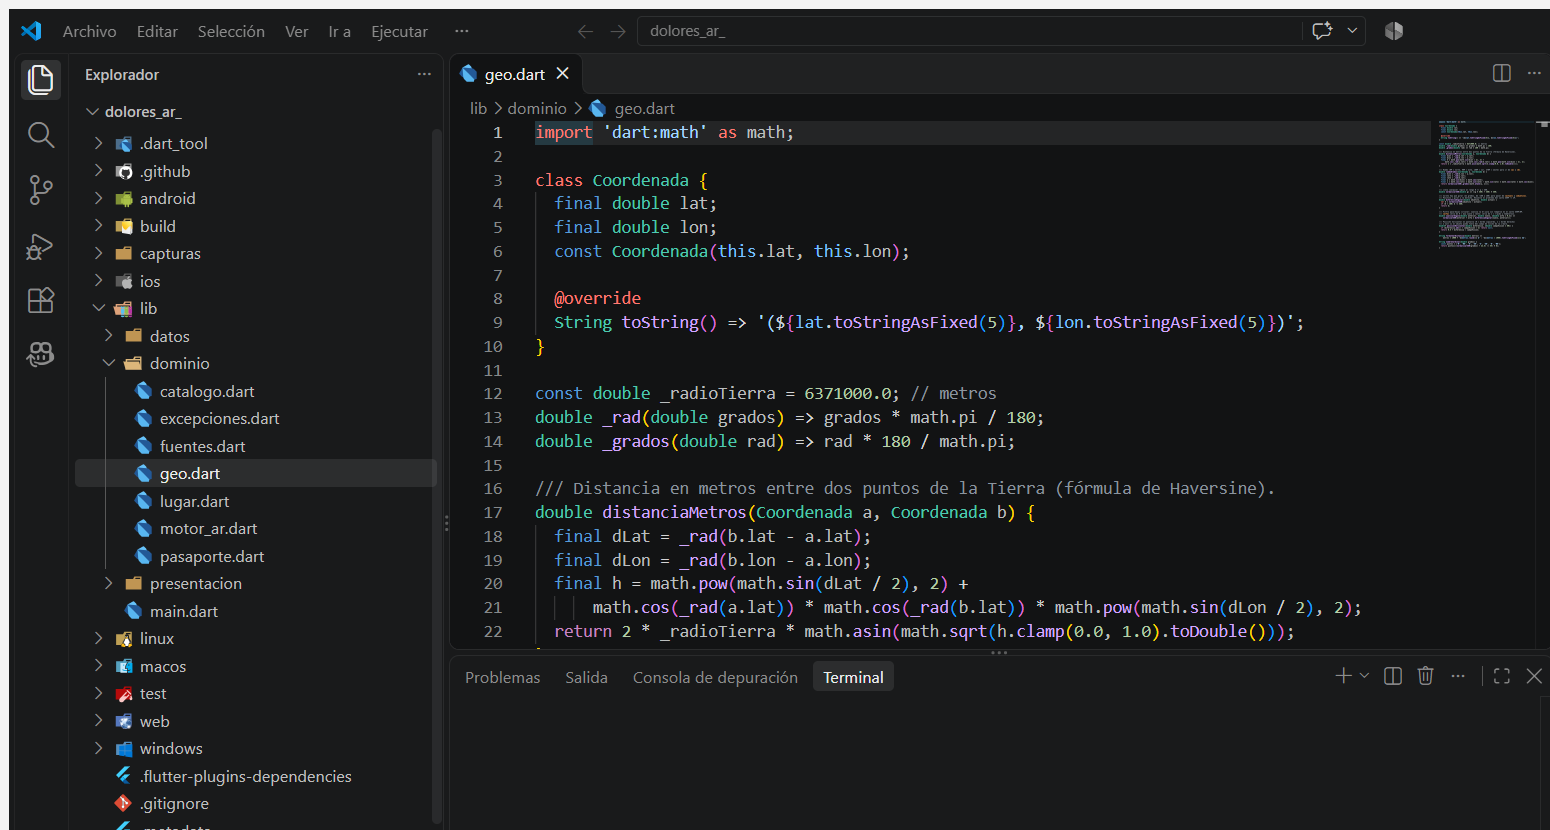 Archivo Editar Selección Ver Ir a Ejecutar ···
dolores_ar_
Explorador ···
dolores_ar_
.dart_tool
.github
android
build
capturas
ios
lib
datos
dominio
catalogo.dart
excepciones.dart
fuentes.dart
geo.dart
lugar.dart
motor_ar.dart
pasaporte.dart
presentacion
main.dart
linux
macos
test
web
windows
.flutter-plugins-dependencies
.gitignore
.metadata
geo.dart
lib > dominio > geo.dart
1 import 'dart:math' as math;
2
3 class Coordenada {
4   final double lat;
5   final double lon;
6   const Coordenada(this.lat, this.lon);
7
8   @override
9   String toString() => '(${lat.toStringAsFixed(5)}, ${lon.toStringAsFixed(5)})';
10 }
11
12 const double _radioTierra = 6371000.0; // metros
13 double _rad(double grados) => grados * math.pi / 180;
14 double _grados(double rad) => rad * 180 / math.pi;
15
16 /// Distancia en metros entre dos puntos de la Tierra (fórmula de Haversine).
17 double distanciaMetros(Coordenada a, Coordenada b) {
18   final dLat = _rad(b.lat - a.lat);
19   final dLon = _rad(b.lon - a.lon);
20   final h = math.pow(math.sin(dLat / 2), 2) +
21       math.cos(_rad(a.lat)) * math.cos(_rad(b.lat)) * math.pow(math.sin(dLon / 2), 2);
22   return 2 * _radioTierra * math.asin(math.sqrt(h.clamp(0.0, 1.0).toDouble()));
Problemas Salida Consola de depuración Terminal